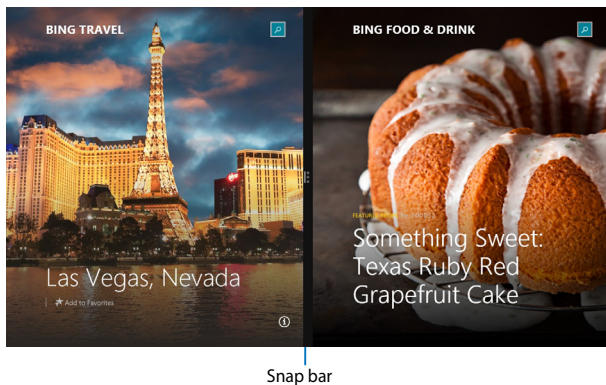 BING TRAVEL
BING FOOD & DRINK
Las Vegas, Nevada
Add to Favorites
Something Sweet:
Texas Ruby Red
Grapefruit Cake
Snap bar